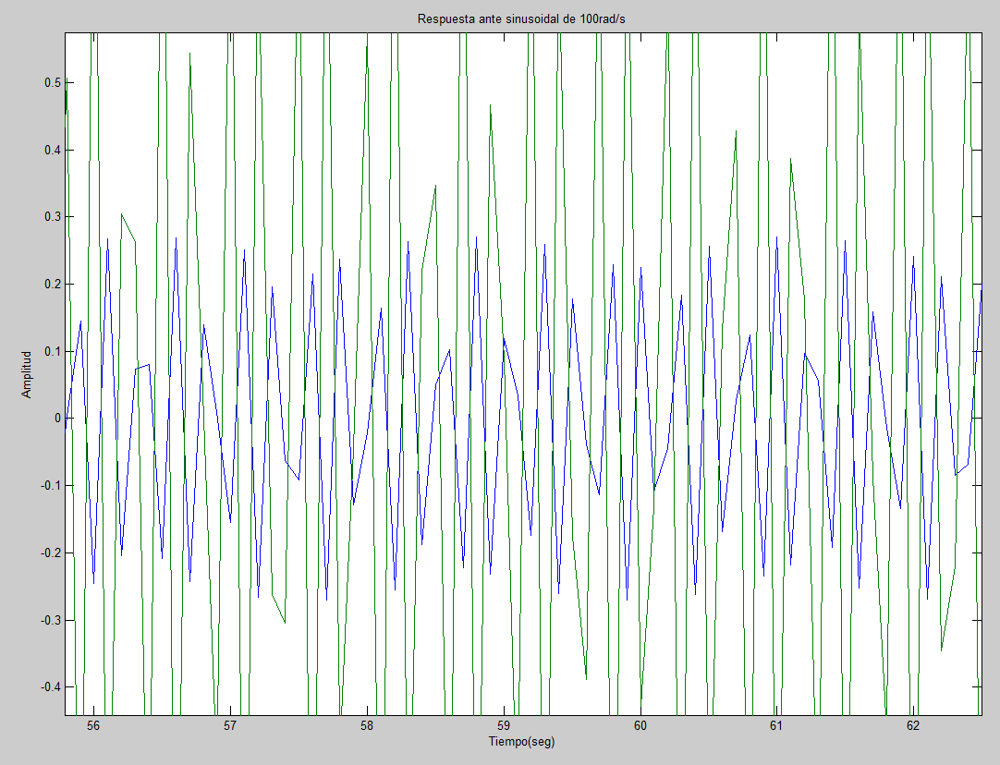 Respuesta ante sinusoidal de 100rad/s
0.5
0.4
0.3
0.2
0.1
0
-0.1
-0.2
-0.3
-0.4
Amplitud
56 57 58 59 60 61 62
Tiempo(seg)